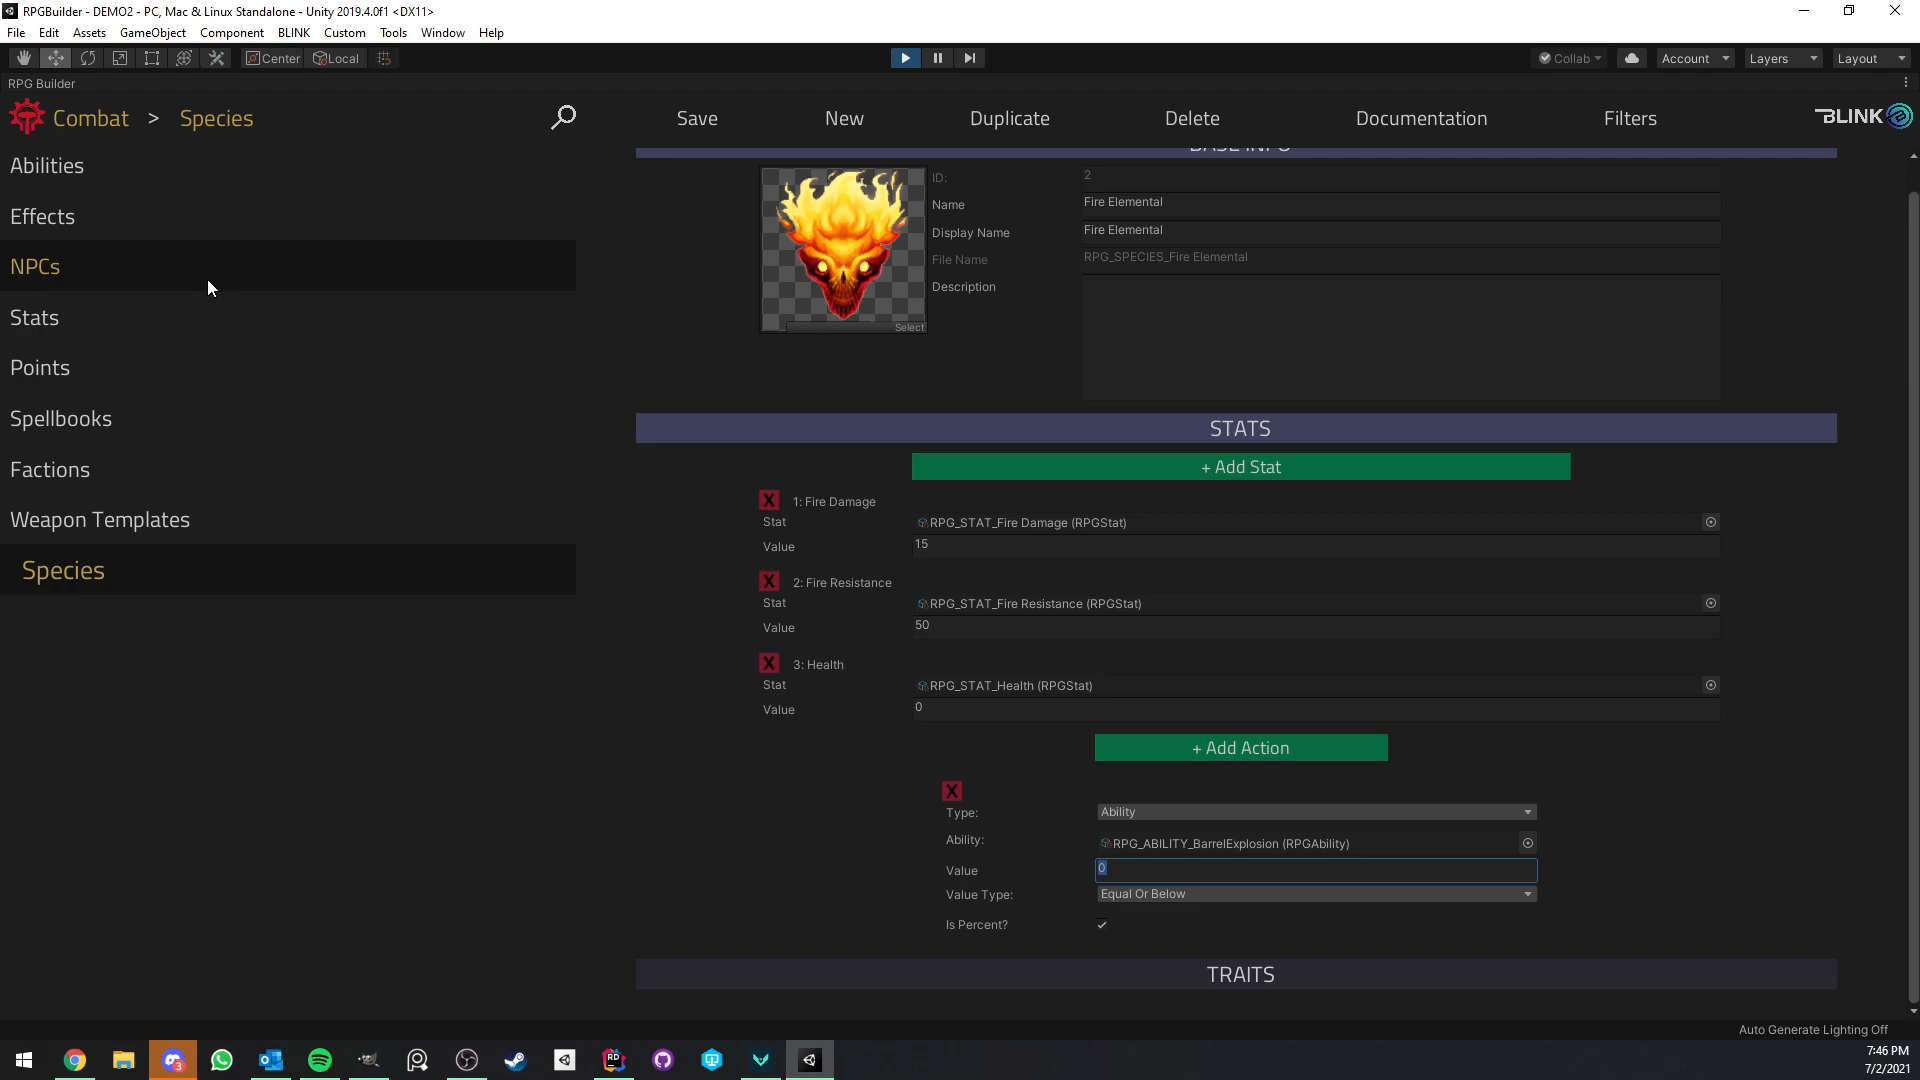 RPGBuilder - DEMO2 - PC, Mac & Linux Standalone - Unity 2019.4.0f1 <DX11>
File Edit Assets GameObject Component BLINK Custom Tools Window Help
Center Local Collab Account Layers Layout
RPG Builder
Combat > Species Save New Duplicate Delete Documentation Filters BLINK
Abilities
Effects
NPCs
Stats
Points
Spellbooks
Factions
Weapon Templates
Species
BASE INFO
ID: 2
Name Fire Elemental
Display Name Fire Elemental
File Name RPG_SPECIES_Fire Elemental
Description
Select
STATS
+ Add Stat
X 1: Fire Damage
Stat RPG_STAT_Fire Damage (RPGStat)
Value 15
X 2: Fire Resistance
Stat RPG_STAT_Fire Resistance (RPGStat)
Value 50
X 3: Health
Stat RPG_STAT_Health (RPGStat)
Value 0
+ Add Action
X
Type: Ability
Ability: RPG_ABILITY_BarrelExplosion (RPGAbility)
Value 0
Value Type: Equal Or Below
Is Percent?
TRAITS
Auto Generate Lighting Off
3
RD
7:46 PM
7/2/2021